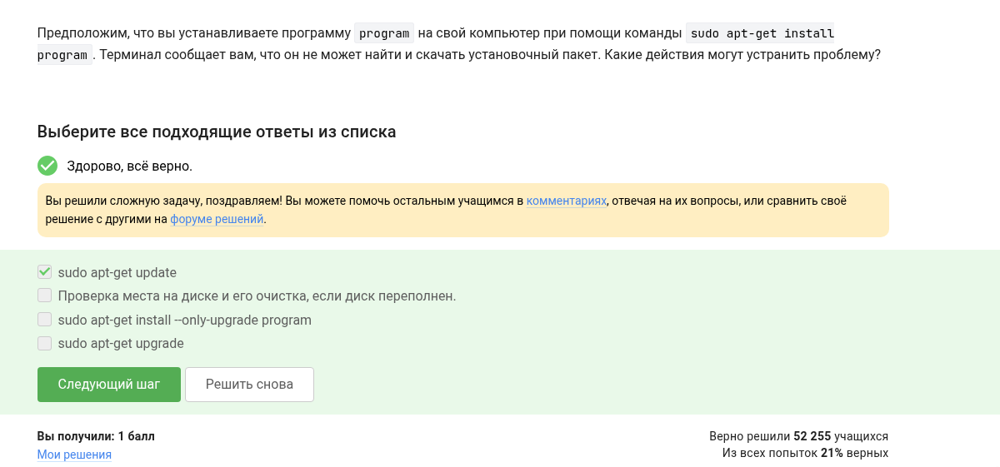 Предположим, что вы устанавливаете программу program на свой компьютер при помощи команды sudo apt-get install
program. Терминал сообщает вам, что он не может найти и скачать установочный пакет. Какие действия могут устранить проблему?
Выберите все подходящие ответы из списка
Здорово, всё верно.
Вы решили сложную задачу, поздравляем! Вы можете помочь остальным учащимся в комментариях, отвечая на их вопросы, или сравнить своё
решение с другими на форуме решений.
sudo apt-get update
Проверка места на диске и его очистка, если диск переполнен.
sudo apt-get install --only-upgrade program
sudo apt-get upgrade
Следующий шаг Решить снова
Вы получили: 1 балл Верно решили 52 255 учащихся
Мои решения Из всех попыток 21% верных